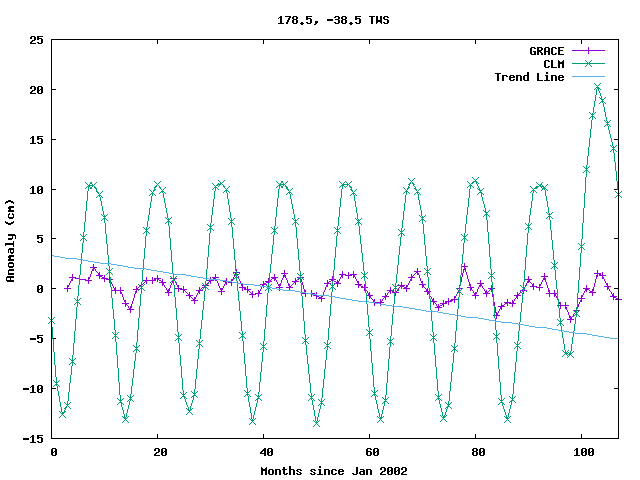 178.5, -38.5 TWS
GRACE
CLM
Trend Line
25
20
15
10
5
0
-5
-10
-15
Anomaly (cm)
0 20 40 60 80 100
Months since Jan 2002